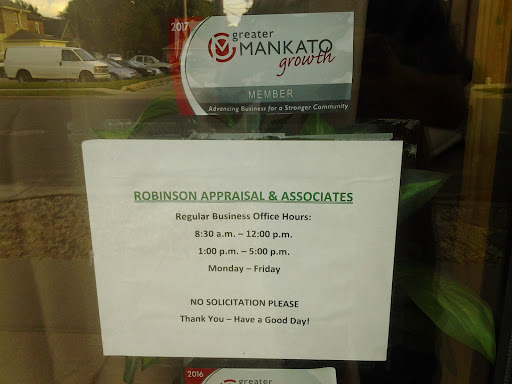 2017
greater
MANKATO
growth
MEMBER
Advancing Business for a Stronger Community
ROBINSON APPRAISAL & ASSOCIATES
Regular Business Office Hours:
8:30 a.m. – 12:00 p.m.
1:00 p.m. – 5:00 p.m.
Monday – Friday
NO SOLICITATION PLEASE
Thank You – Have a Good Day!
2016
greater